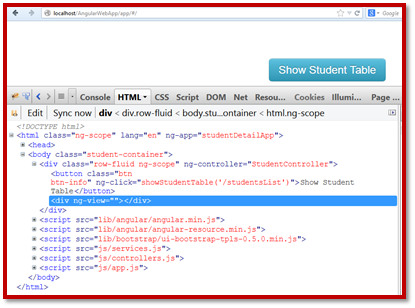 localhost/AngularWebApp/app/#/
Google
Show Student Table
Console HTML CSS Script DOM Net Resou... Cookies Illumi... Page
Edit Sync now div < div.row-fluid < body.stu...ontainer < html.ng-scope
<!DOCTYPE html>
<html class="ng-scope" lang="en" ng-app="studentDetailApp">
<head>
<body class="student-container">
<div class="row-fluid ng-scope" ng-controller="StudentController">
<button class="btn
btn-info" ng-click="showStudentTable('/studentsList')">Show Student
Table</button>
<div ng-view=""></div>
</div>
<script src="lib/angular/angular.min.js">
<script src="lib/angular/angular-resource.min.js">
<script src="lib/bootstrap/ui-bootstrap-tpls-0.5.0.min.js">
<script src="js/services.js">
<script src="js/controllers.js">
<script src="js/app.js">
</body>
</html>